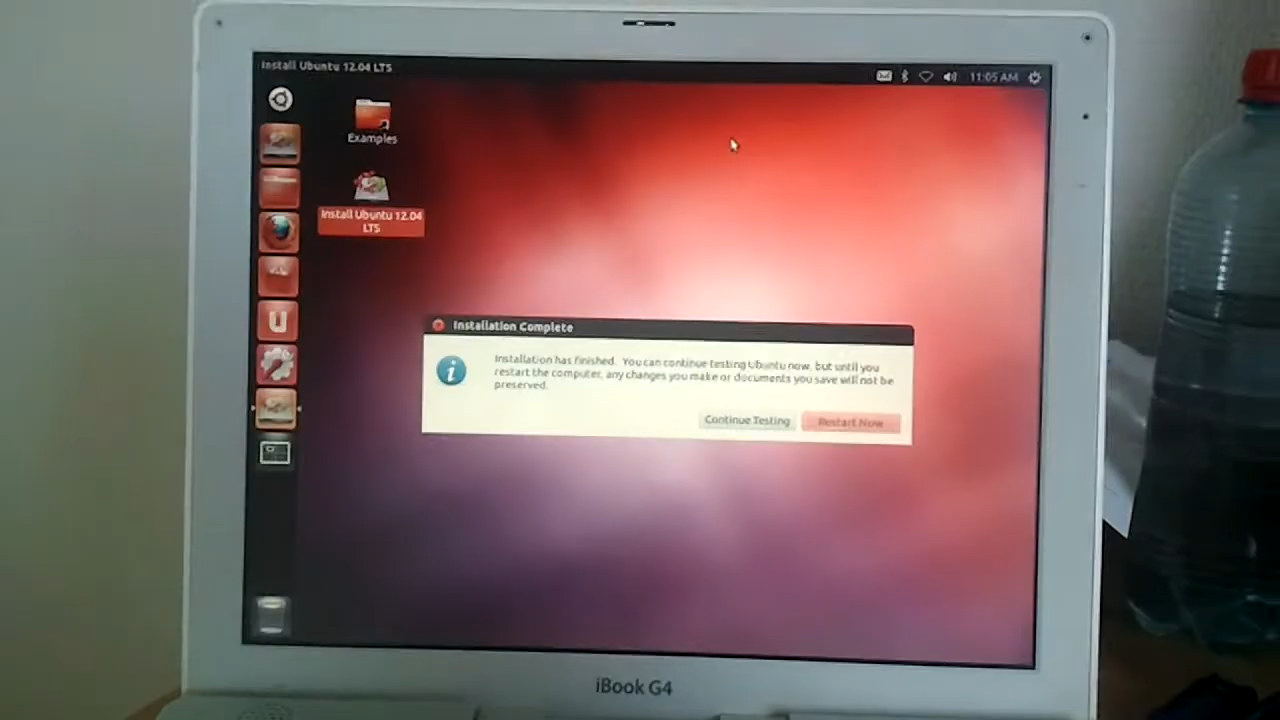 Install Ubuntu 12.04 LTS
11:05 AM
Examples
Install Ubuntu 12.04
LTS
Installation Complete
Installation has finished. You can continue testing Ubuntu now, but until you
restart the computer, any changes you make or documents you save will not be
preserved.
Continue Testing
Restart Now
iBook G4